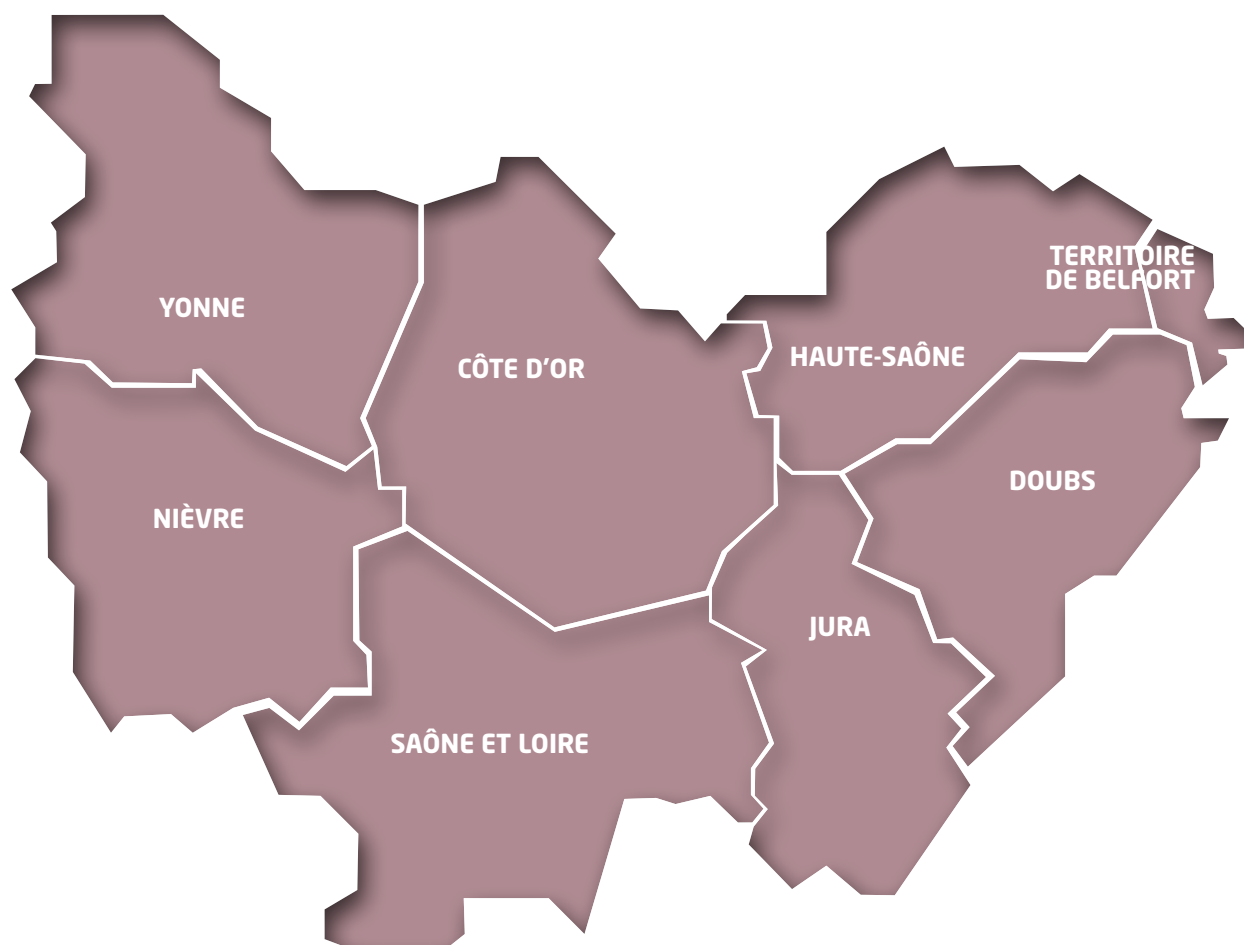 TERRITOIRE
DE BELFORT
YONNE
HAUTE-SAÔNE
CÔTE D'OR
DOUBS
NIÈVRE
JURA
SAÔNE ET LOIRE